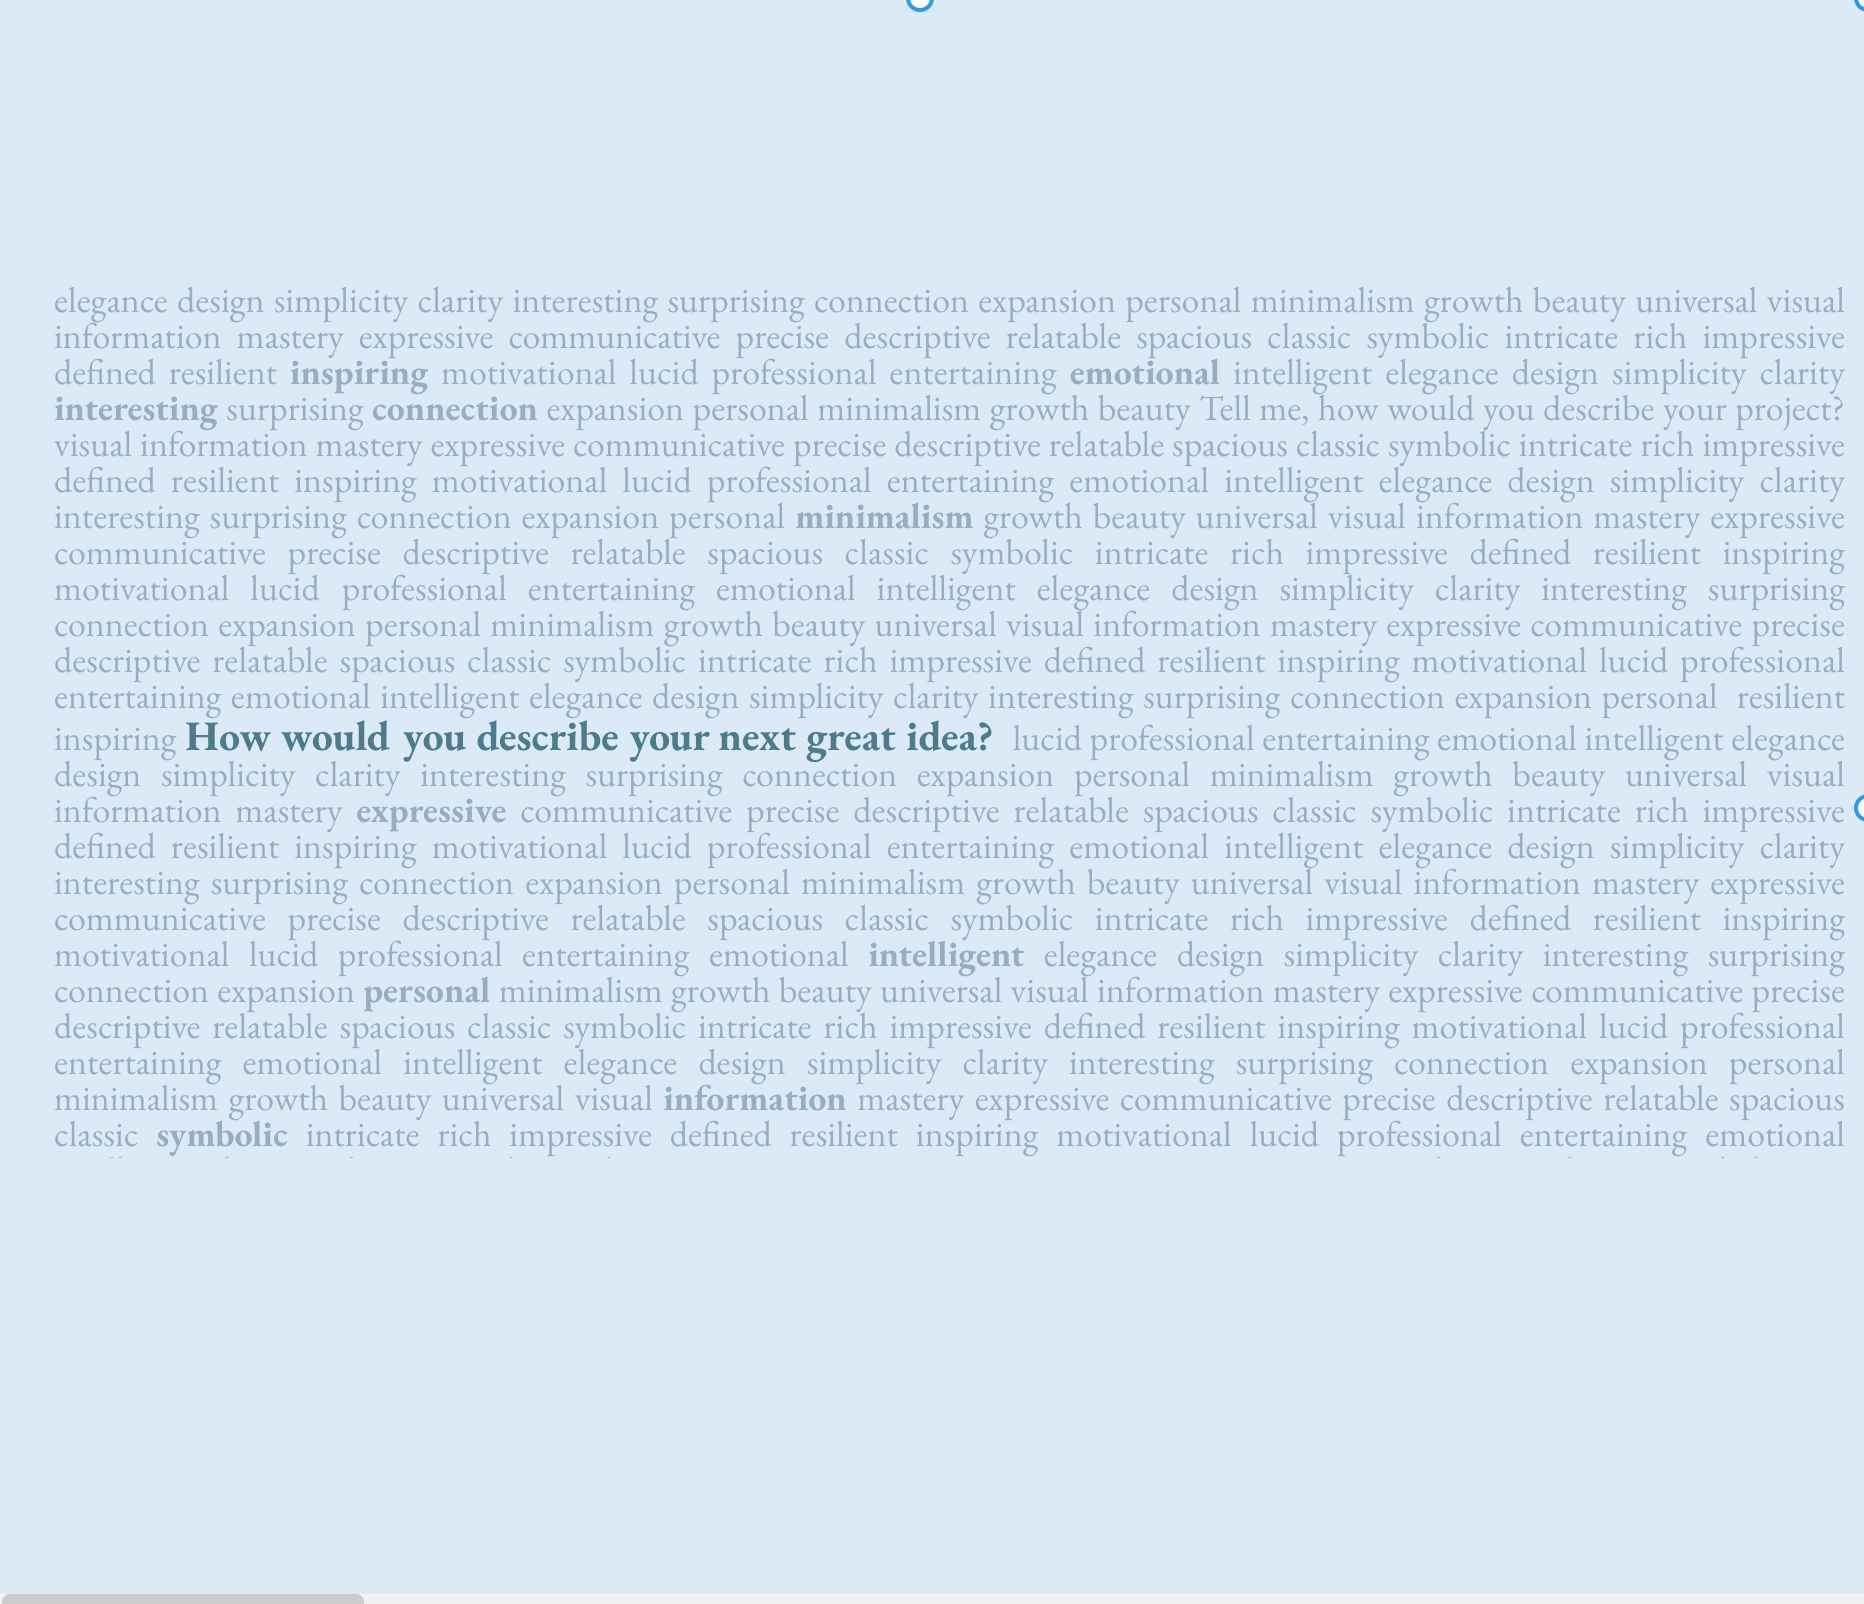 elegance design simplicity clarity interesting surprising connection expansion personal minimalism growth beauty universal visual
information mastery expressive communicative precise descriptive relatable spacious classic symbolic intricate rich impressive
defined resilient inspiring motivational lucid professional entertaining emotional intelligent elegance design simplicity clarity
interesting surprising connection expansion personal minimalism growth beauty Tell me, how would you describe your project?
visual information mastery expressive communicative precise descriptive relatable spacious classic symbolic intricate rich impressive
defined resilient inspiring motivational lucid professional entertaining emotional intelligent elegance design simplicity clarity
interesting surprising connection expansion personal minimalism growth beauty universal visual information mastery expressive
communicative precise descriptive relatable spacious classic symbolic intricate rich impressive defined resilient inspiring
motivational lucid professional entertaining emotional intelligent elegance design simplicity clarity interesting surprising
connection expansion personal minimalism growth beauty universal visual information mastery expressive communicative precise
descriptive relatable spacious classic symbolic intricate rich impressive defined resilient inspiring motivational lucid professional
entertaining emotional intelligent elegance design simplicity clarity interesting surprising connection expansion personal resilient
inspiring How would you describe your next great idea? lucid professional entertaining emotional intelligent elegance
design simplicity clarity interesting surprising connection expansion personal minimalism growth beauty universal visual
information mastery expressive communicative precise descriptive relatable spacious classic symbolic intricate rich impressive
defined resilient inspiring motivational lucid professional entertaining emotional intelligent elegance design simplicity clarity
interesting surprising connection expansion personal minimalism growth beauty universal visual information mastery expressive
communicative precise descriptive relatable spacious classic symbolic intricate rich impressive defined resilient inspiring
motivational lucid professional entertaining emotional intelligent elegance design simplicity clarity interesting surprising
connection expansion personal minimalism growth beauty universal visual information mastery expressive communicative precise
descriptive relatable spacious classic symbolic intricate rich impressive defined resilient inspiring motivational lucid professional
entertaining emotional intelligent elegance design simplicity clarity interesting surprising connection expansion personal
minimalism growth beauty universal visual information mastery expressive communicative precise descriptive relatable spacious
classic symbolic intricate rich impressive defined resilient inspiring motivational lucid professional entertaining emotional